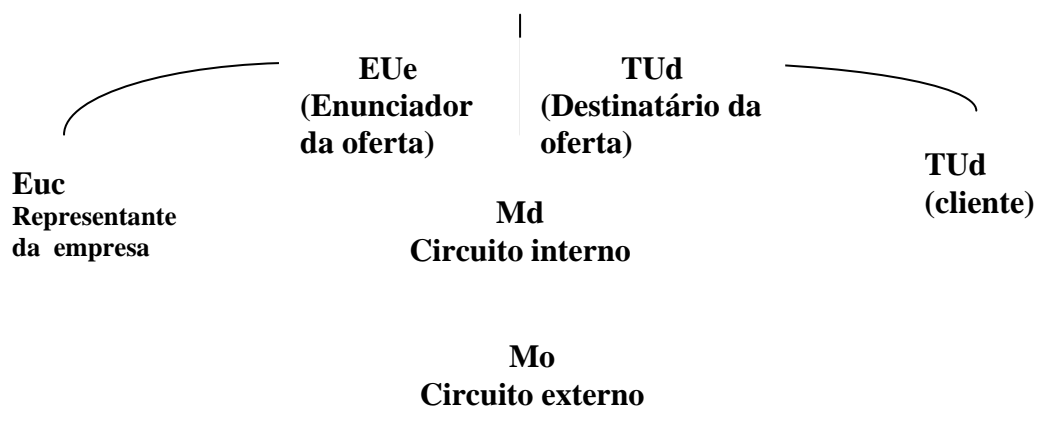 EUe
(Enunciador
da oferta)
TUd
(Destinatário da
oferta)
Euc
Representante
da empresa
TUd
(cliente)
Md
Circuito interno
Mo
Circuito externo